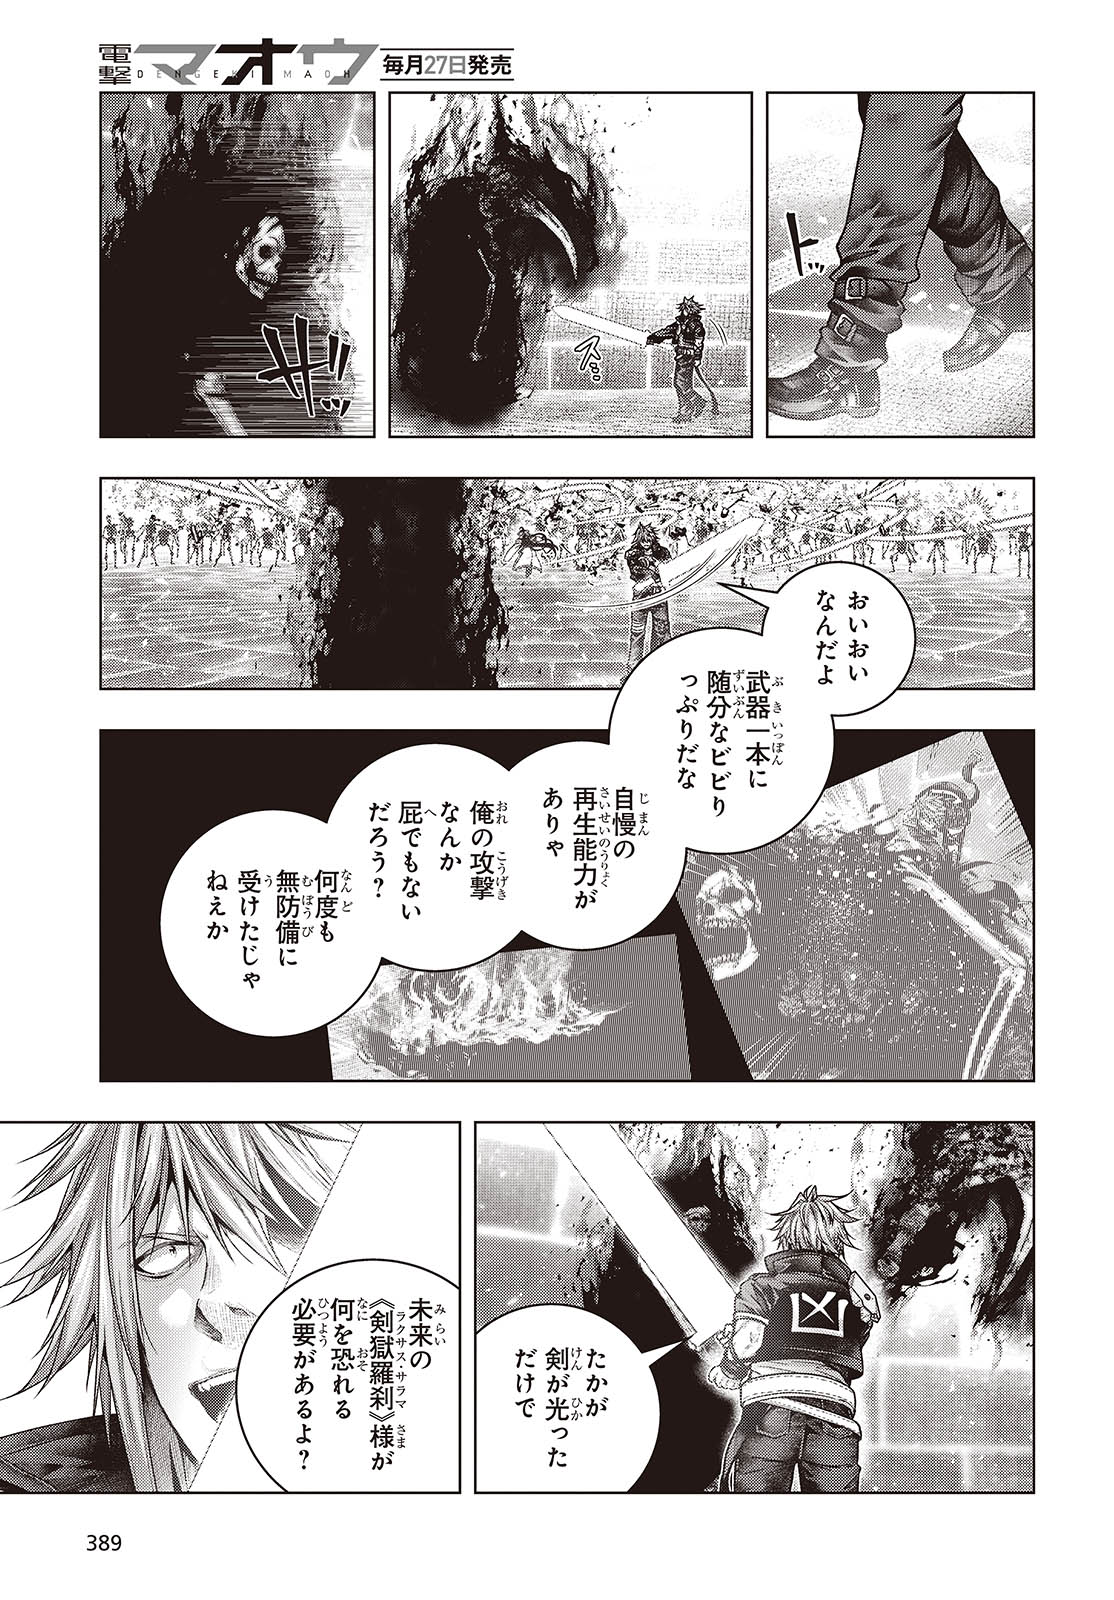 電撃マオウ
DENGEKI MAOH
毎月27日発売
トッ
ス…
ザッ
おいおい
なんだよ
武器一本に
随分なビビり
っぷりだな
自慢の
再生能力が
ありゃ
俺の攻撃
なんか
屁でもない
だろう？
何度も
無防備に
受けたじゃ
ねえか
凶
たかが
剣が光った
だけで
未来の
《剣獄羅刹》様が
何を恐れる
必要があるよ？
389